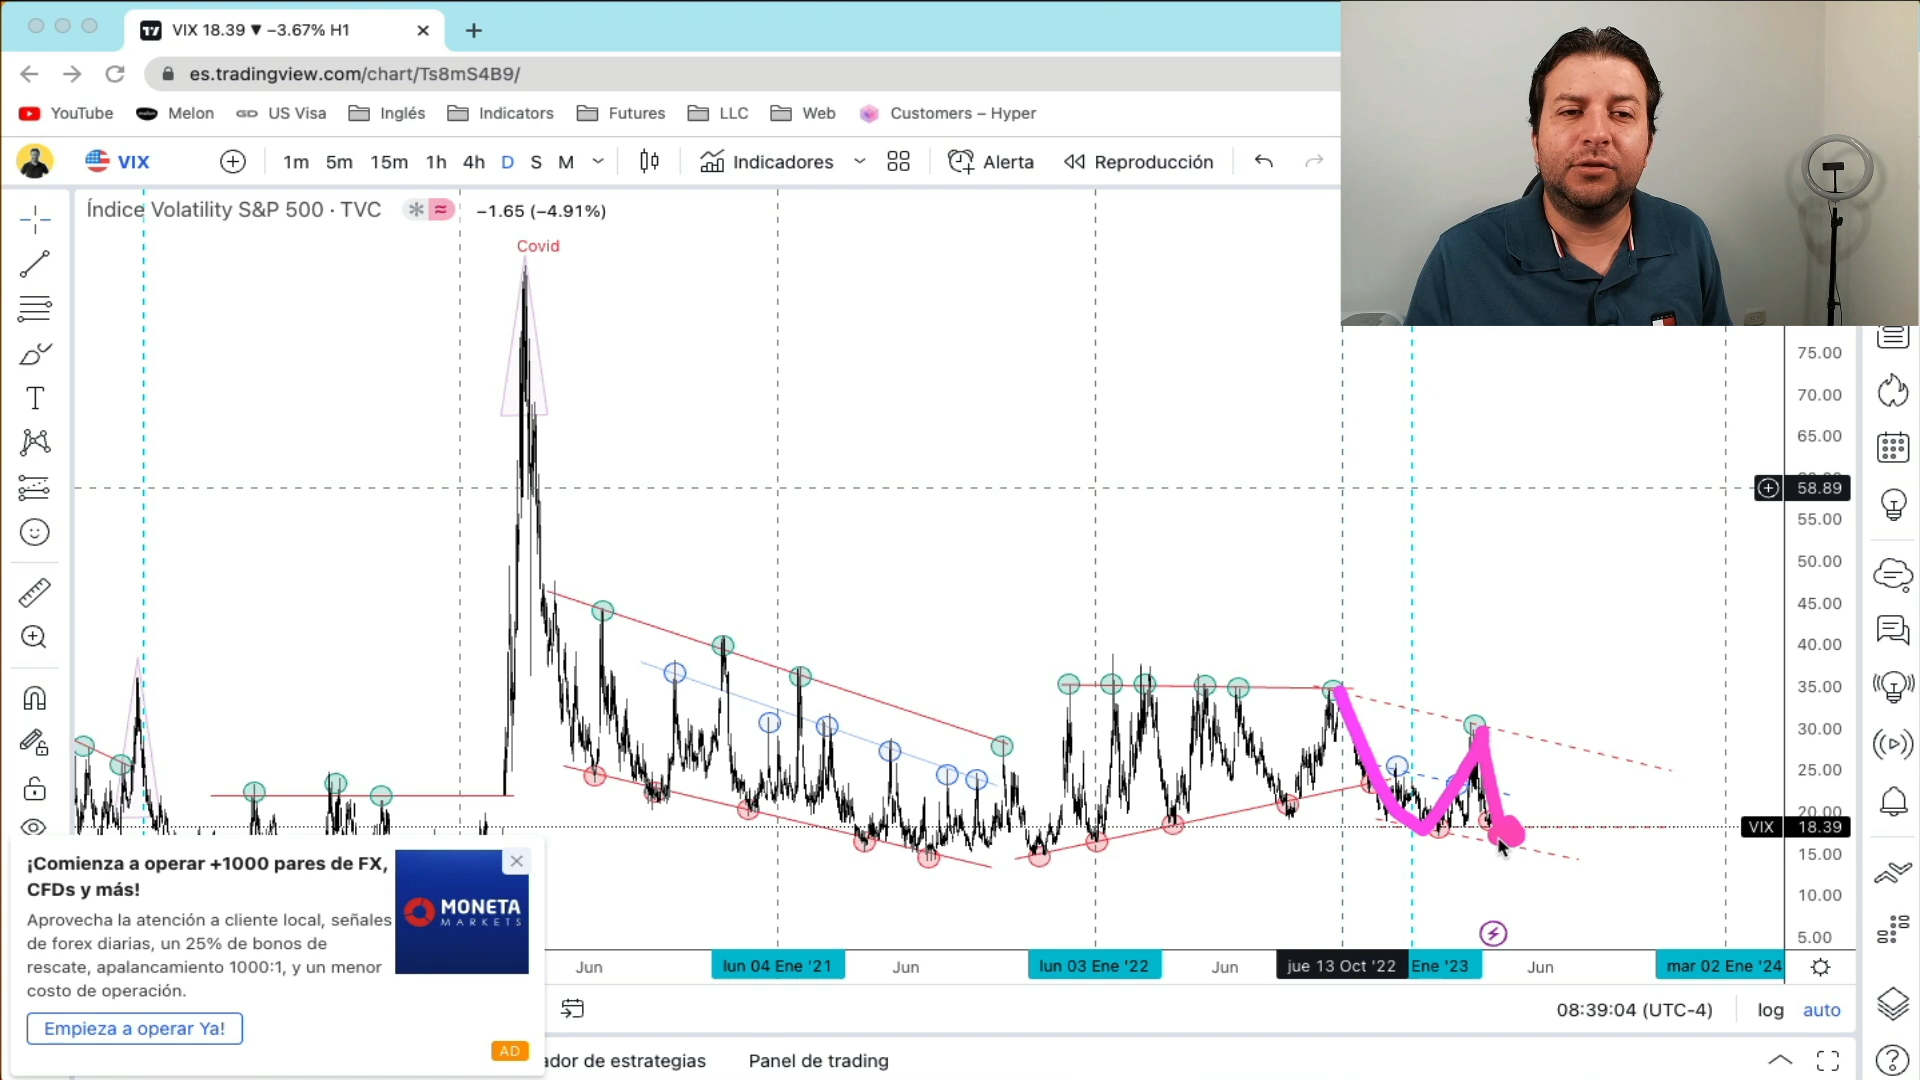 VIX 18.39 ▼ −3.67% H1
es.tradingview.com/chart/Ts8mS4B9/
YouTube
Melon
US Visa
Inglés
Indicators
Futures
LLC
Web
Customers – Hyper
VIX
1m 5m 15m 1h 4h D S M
Indicadores
Alerta
Reproducción
Índice Volatility S&P 500 · TVC
−1.65 (−4.91%)
Covid
75.00
70.00
65.00
58.89
55.00
50.00
45.00
40.00
35.00
30.00
25.00
20.00
VIX 18.39
15.00
10.00
5.00
¡Comienza a operar +1000 pares de FX,
CFDs y más!
Aprovecha la atención a cliente local, señales
de forex diarias, un 25% de bonos de
rescate, apalancamiento 1000:1, y un menor
costo de operación.
MONETA
MARKETS
Empieza a operar Ya!
AD
Jun
lun 04 Ene '21
Jun
lun 03 Ene '22
Jun
jue 13 Oct '22
Ene '23
Jun
mar 02 Ene '24
08:39:04 (UTC-4)
log
auto
ador de estrategias
Panel de trading